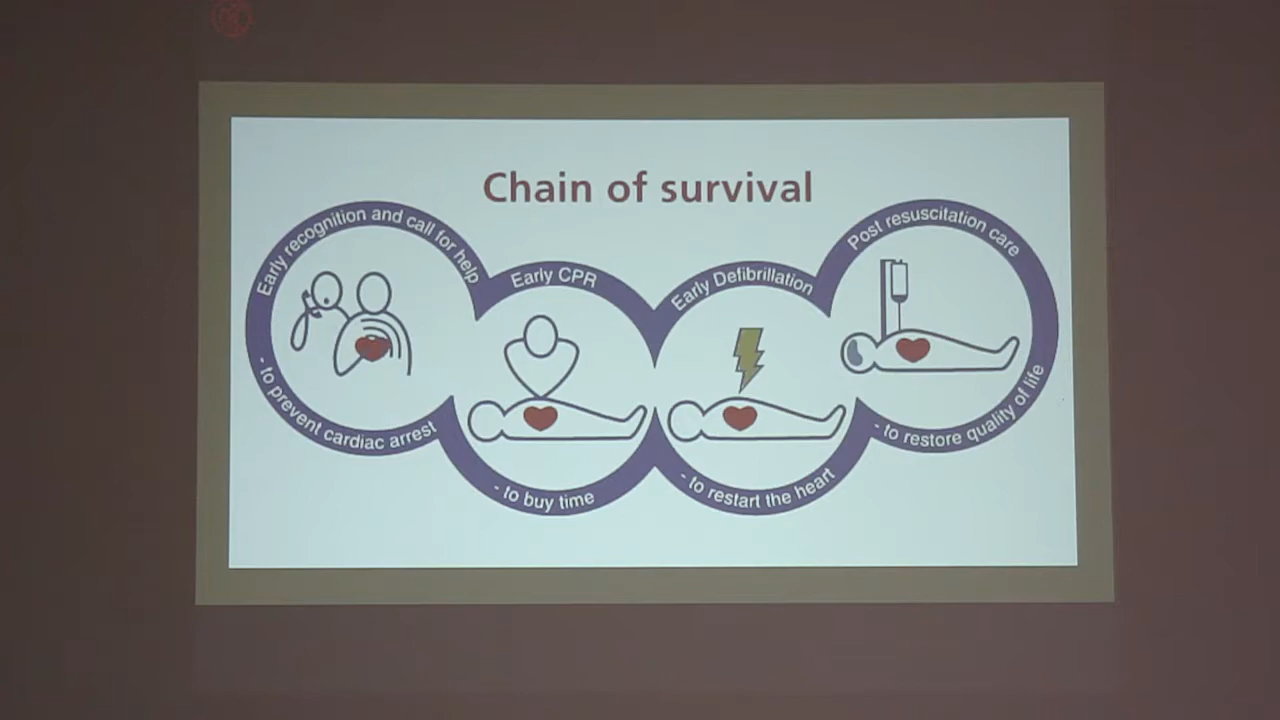 Chain of survival
Early recognition and call for help
- to prevent cardiac arrest
Early CPR
- to buy time
Early Defibrillation
- to restart the heart
Post resuscitation care
- to restore quality of life